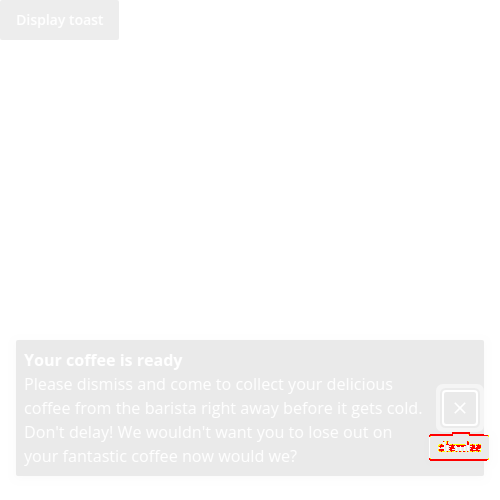 Display toast
Your coffee is ready
Please dismiss and come to collect your delicious
coffee from the barista right away before it gets cold.
Don't delay! We wouldn't want you to lose out on
your fantastic coffee now would we?